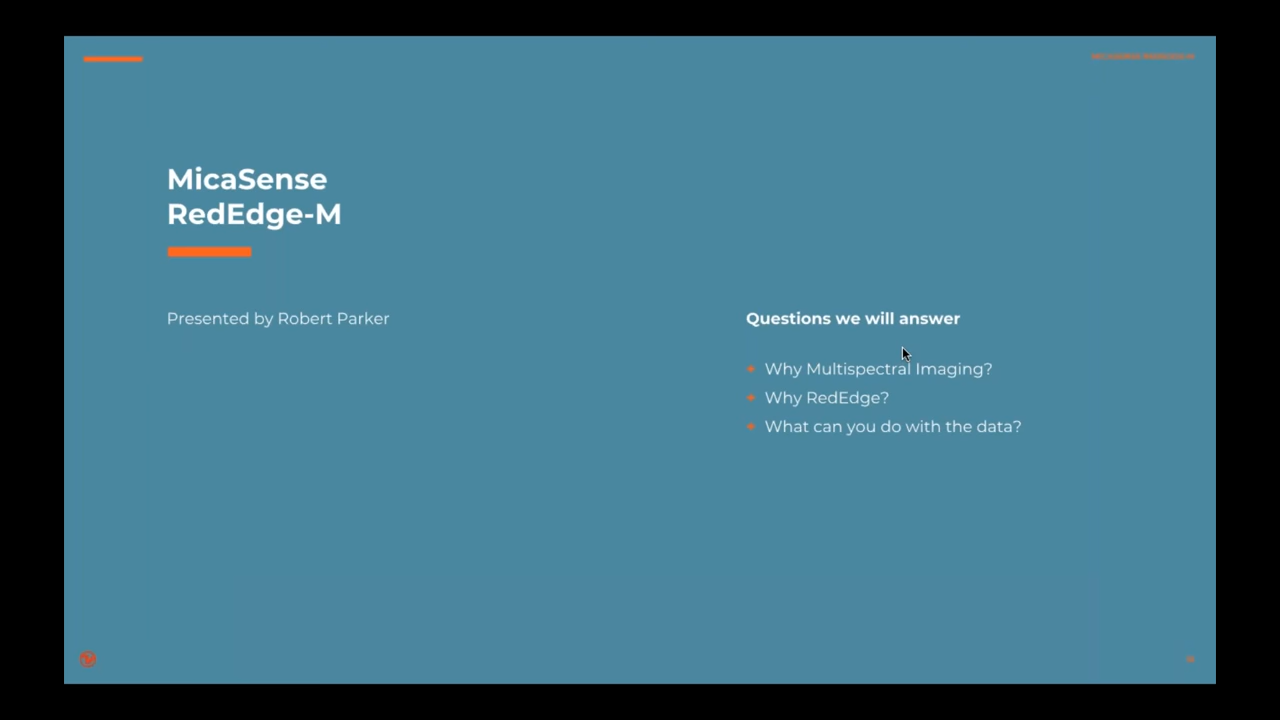 MicaSense
RedEdge-M
Presented by Robert Parker
Questions we will answer
Why Multispectral Imaging?
Why RedEdge?
What can you do with the data?